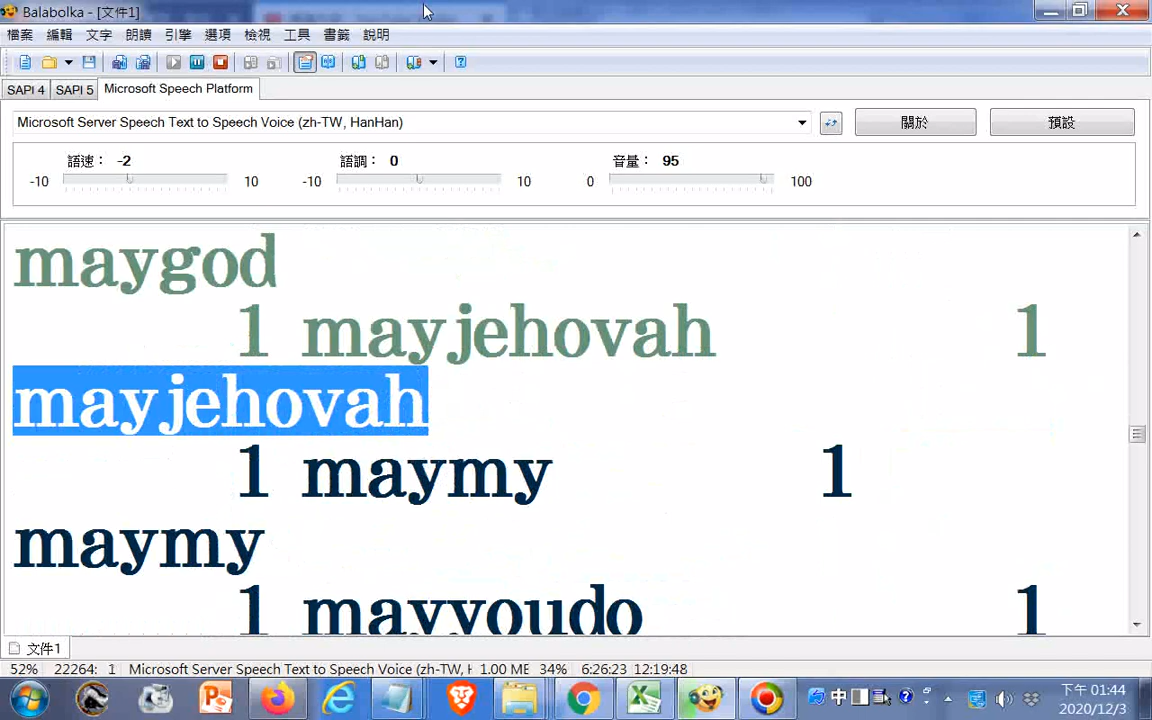 Balabolka - [文件1]
檔案 編輯 文字 朗讀 引擎 選項 檢視 工具 書籤 說明
SAPI 4 SAPI 5 Microsoft Speech Platform
Microsoft Server Speech Text to Speech Voice (zh-TW, HanHan) 關於 預設
語速： -2 語調： 0 音量： 95
-10 10 -10 10 0 100
maygod
1 mayjehovah 1
mayjehovah
1 maymy 1
maymy
1 mayyoudo 1
文件1
52% 22264: 1 Microsoft Server Speech Text to Speech Voice (zh-TW, H 1.00 ME 34% 6:26:23 12:19:48
中 下午 01:44
2020/12/3